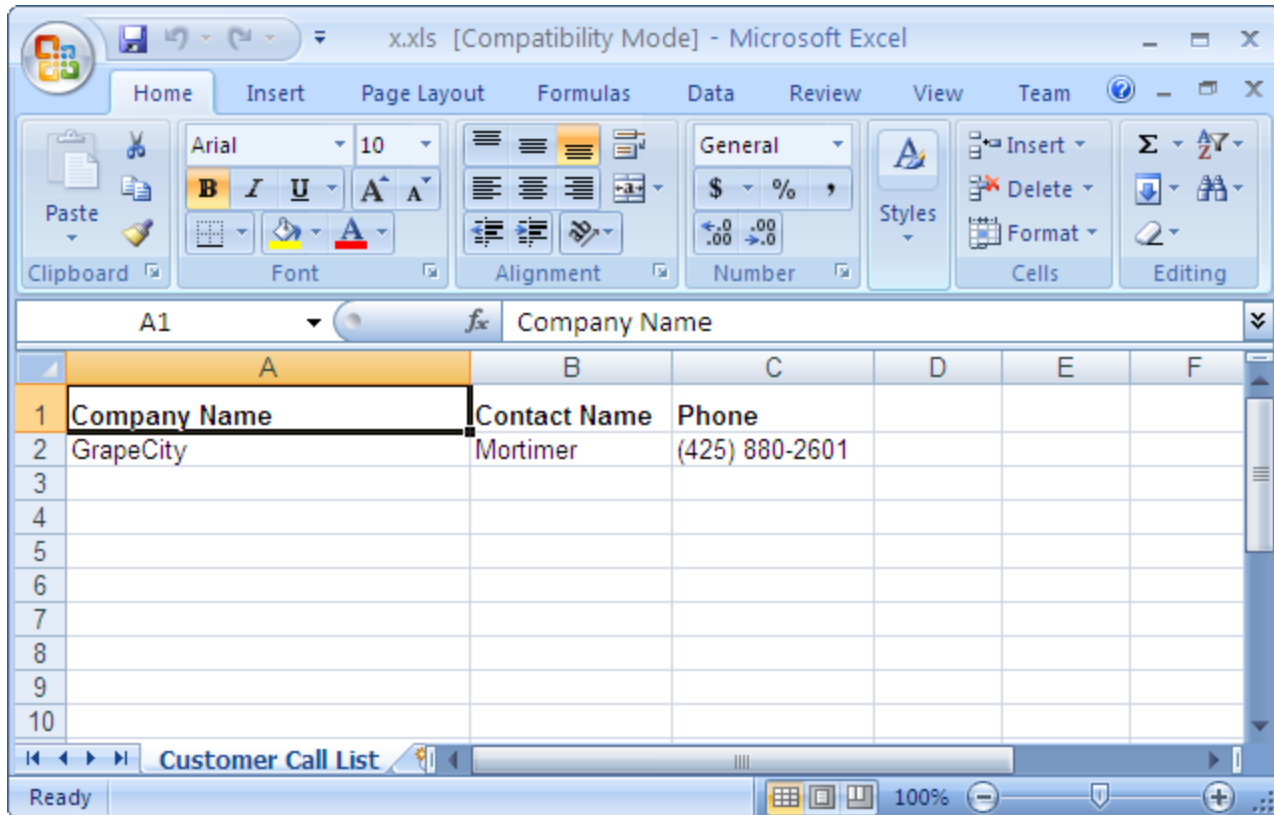 x.xls [Compatibility Mode] - Microsoft Excel
Home Insert Page Layout Formulas Data Review View Team
Arial 10 General Insert Σ
Paste B I U A A $ % , Styles Delete
A .00 .0 Format
Clipboard Font Alignment Number Cells Editing
A1 fx Company Name
A B C D E F
1 Company Name Contact Name Phone
2 GrapeCity Mortimer (425) 880-2601
3
4
5
6
7
8
9
10
Customer Call List
Ready 100%